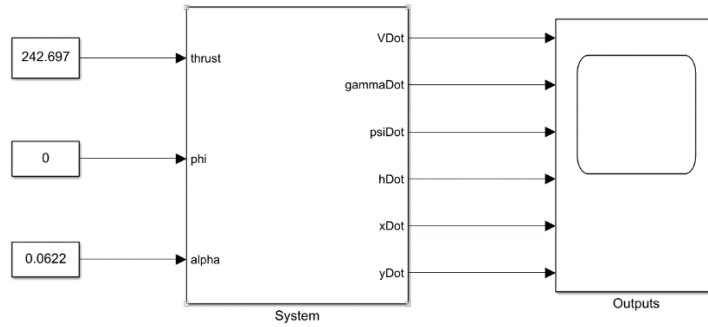 242.697
thrust
0
phi
0.0622
alpha
VDot
gammaDot
psiDot
hDot
xDot
yDot
System
Outputs